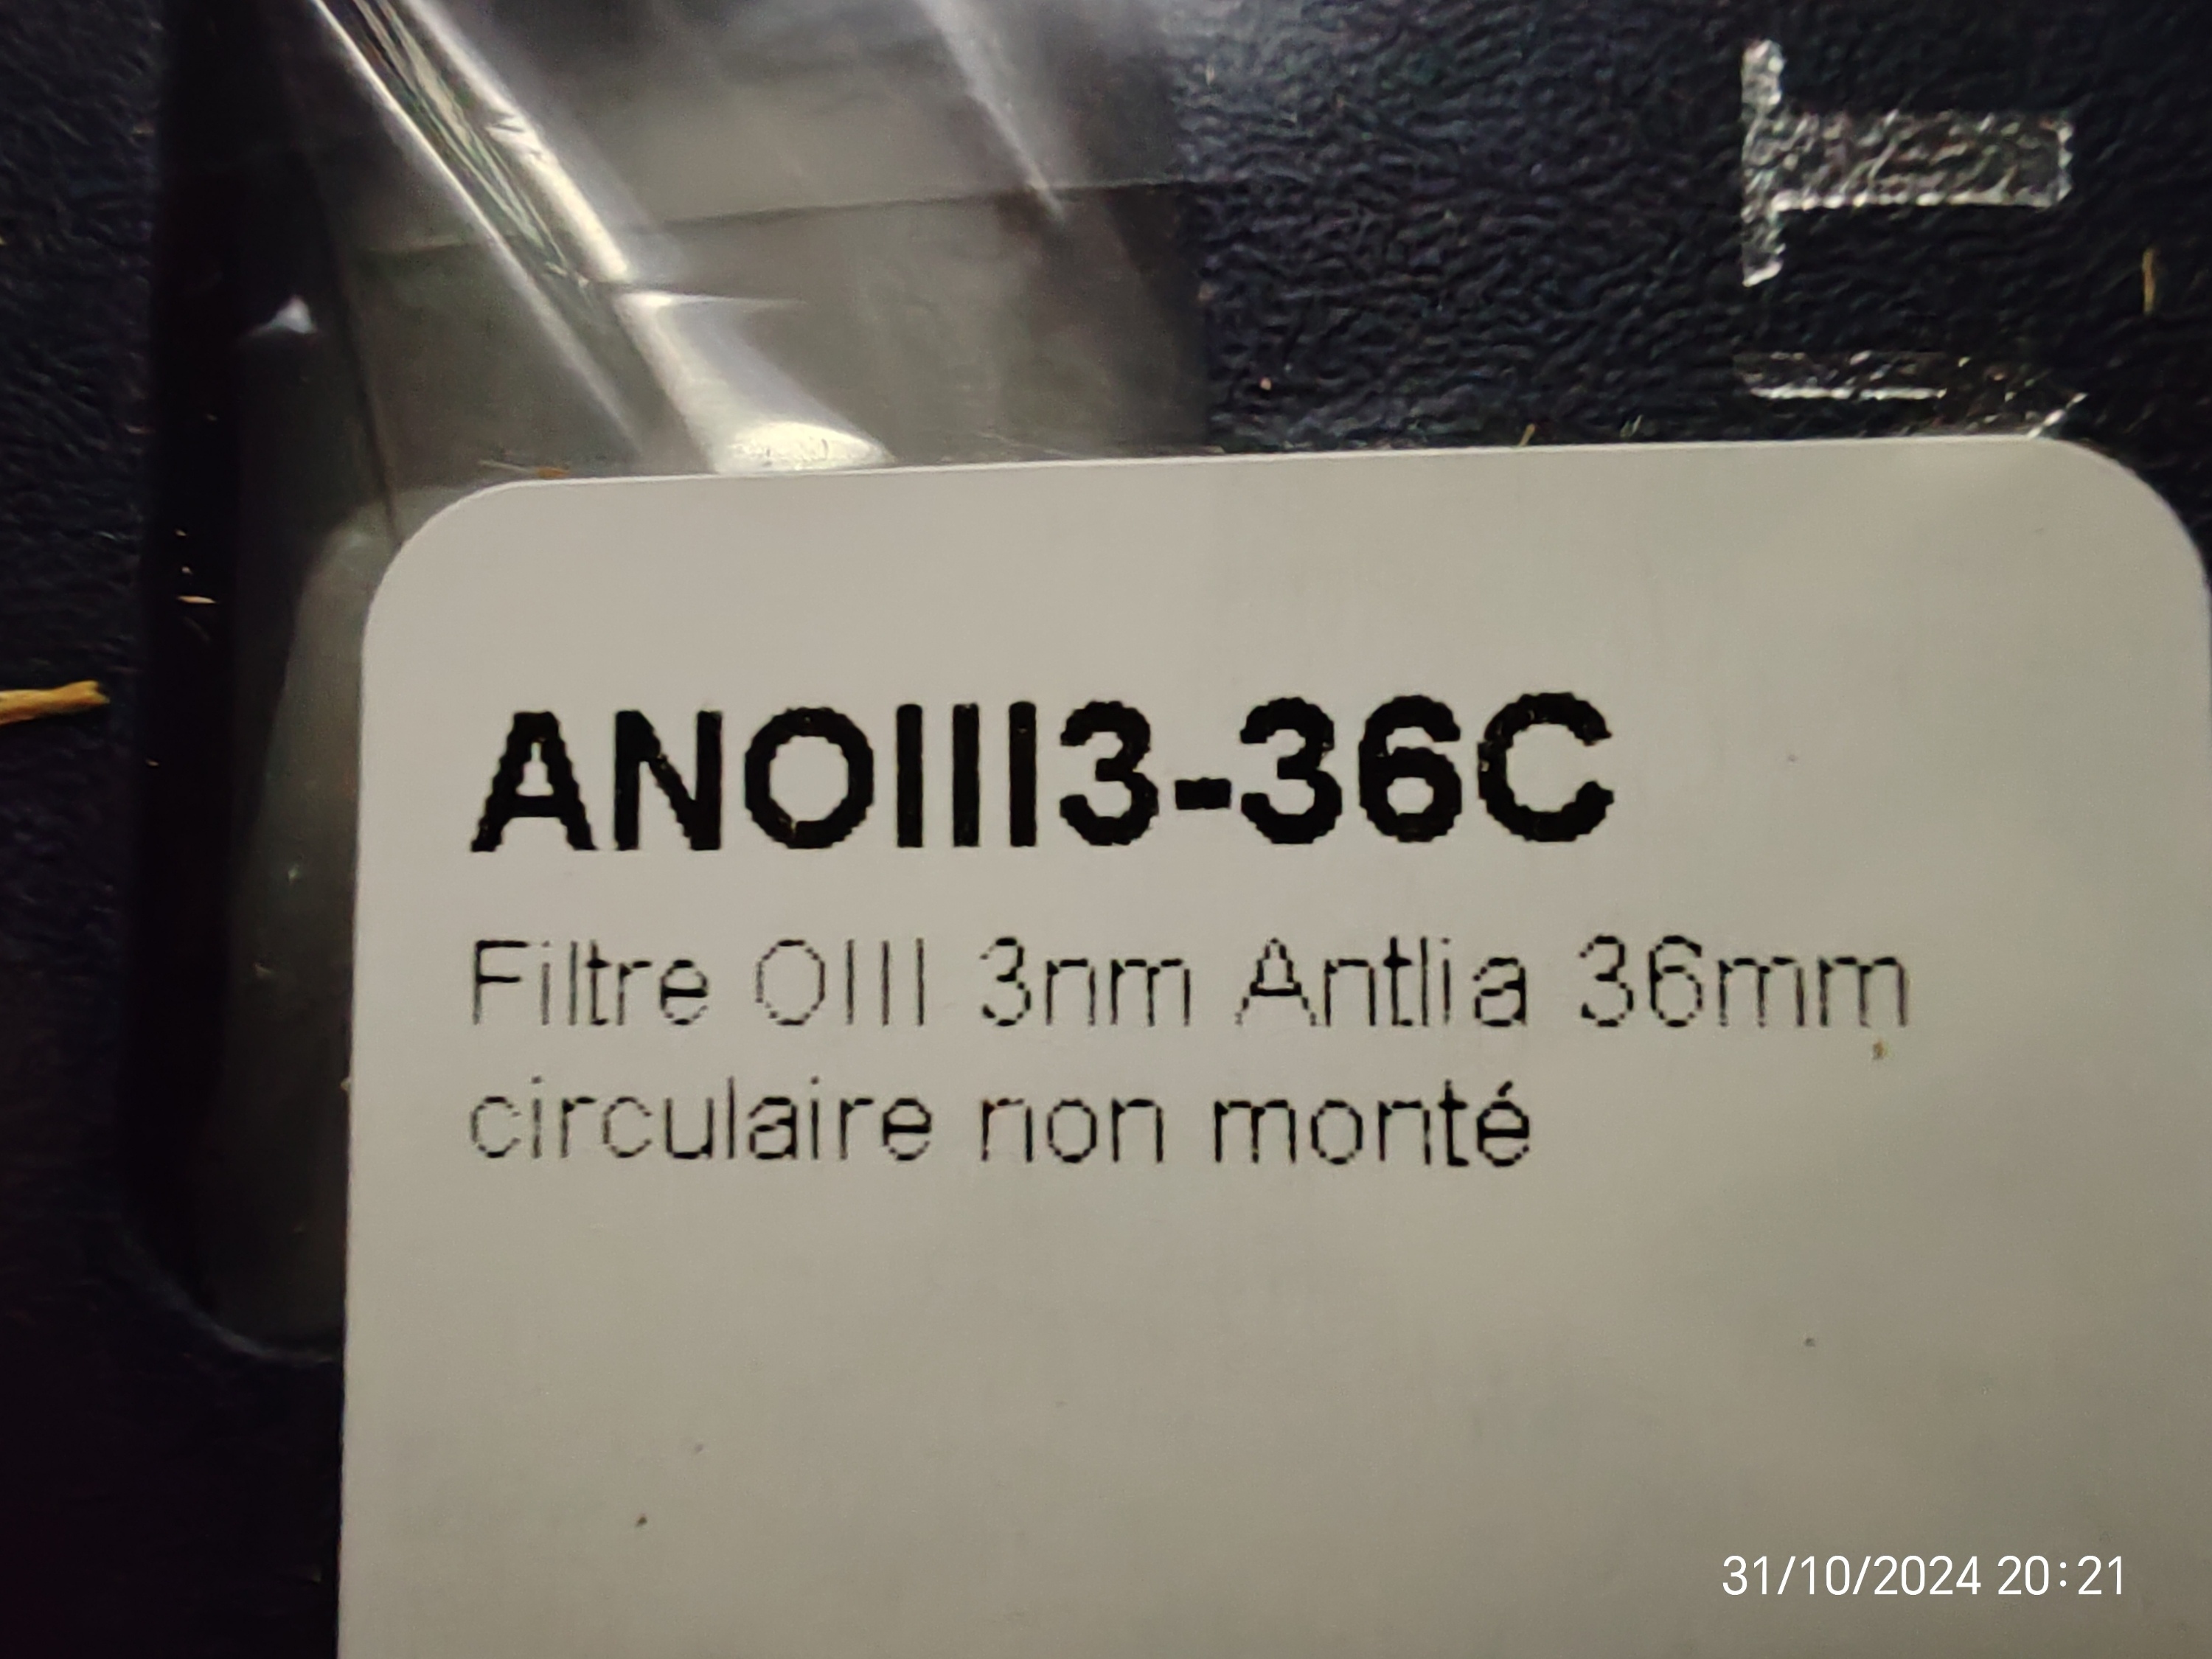 ANOIII3-36C
Filtre OIII 3nm Antlia 36mm
circulaire non monté
31/10/2024 20:21